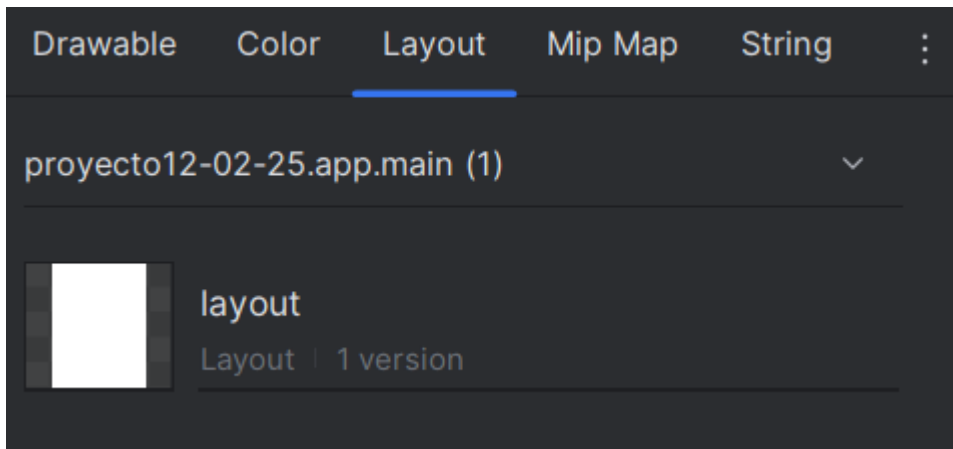 Drawable Color Layout Mip Map String
proyecto12-02-25.app.main (1)
layout
Layout | 1 version